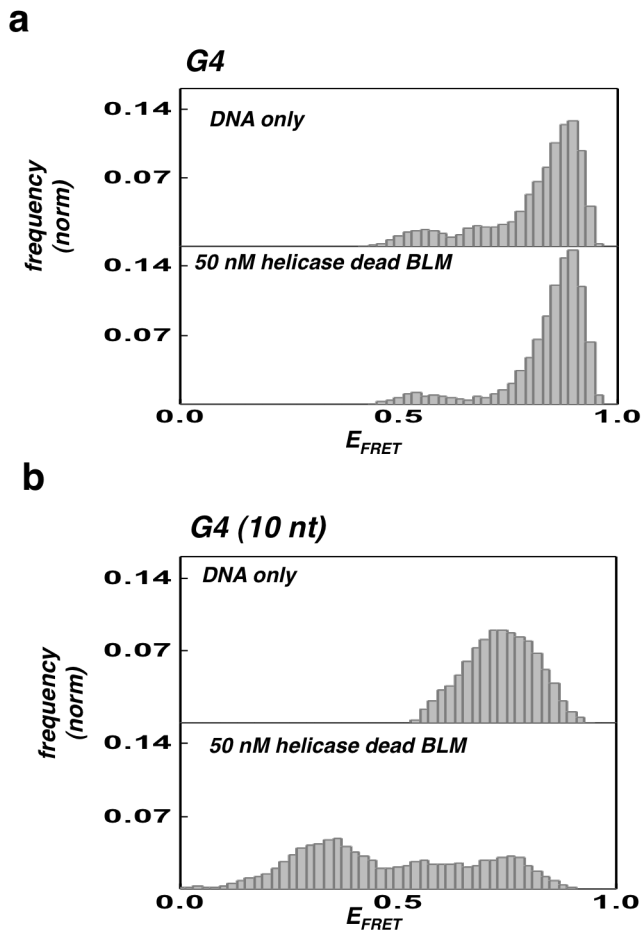 a
G4
DNA only
0.14
0.07
50 nM helicase dead BLM
0.14
0.07
frequency
(norm)
0.0 0.5 1.0
E_FRET
b
G4 (10 nt)
DNA only
0.14
0.07
50 nM helicase dead BLM
0.14
0.07
frequency
(norm)
0.0 0.5 1.0
E_FRET